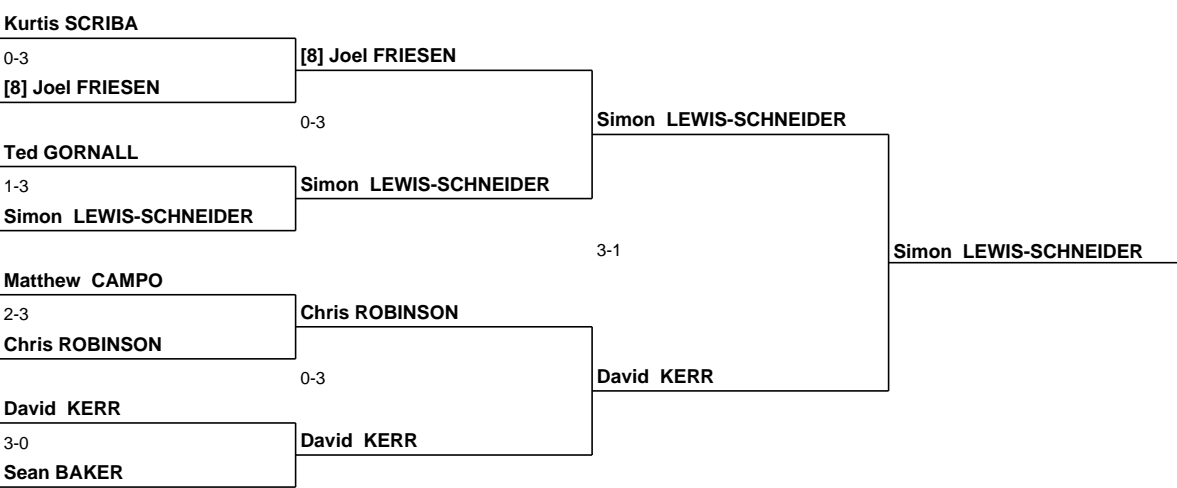 Kurtis SCRIBA
0-3
[8] Joel FRIESEN
[8] Joel FRIESEN
0-3
Simon LEWIS-SCHNEIDER
Ted GORNALL
1-3
Simon LEWIS-SCHNEIDER
Simon LEWIS-SCHNEIDER
3-1
Simon LEWIS-SCHNEIDER
Matthew CAMPO
2-3
Chris ROBINSON
Chris ROBINSON
0-3
David KERR
David KERR
3-0
David KERR
Sean BAKER